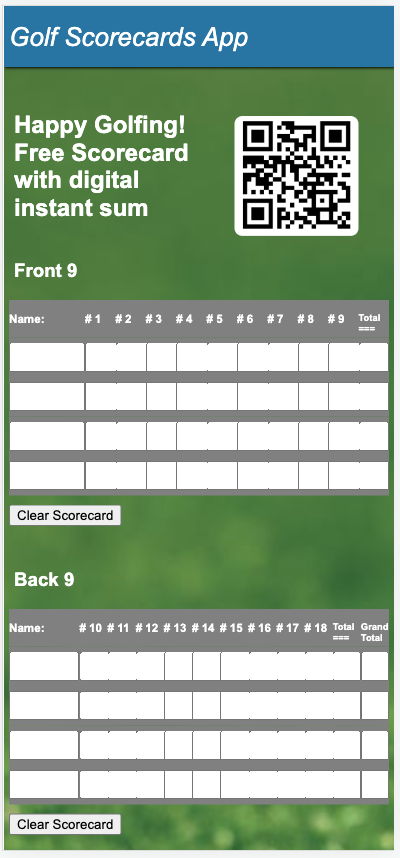 Golf Scorecards App
Happy Golfing!
Free Scorecard
with digital
instant sum
Front 9
Name: # 1 # 2 # 3 # 4 # 5 # 6 # 7 # 8 # 9 Total
===
Clear Scorecard
Back 9
Name: # 10 # 11 # 12 # 13 # 14 # 15 # 16 # 17 # 18 Total Grand
=== Total
Clear Scorecard